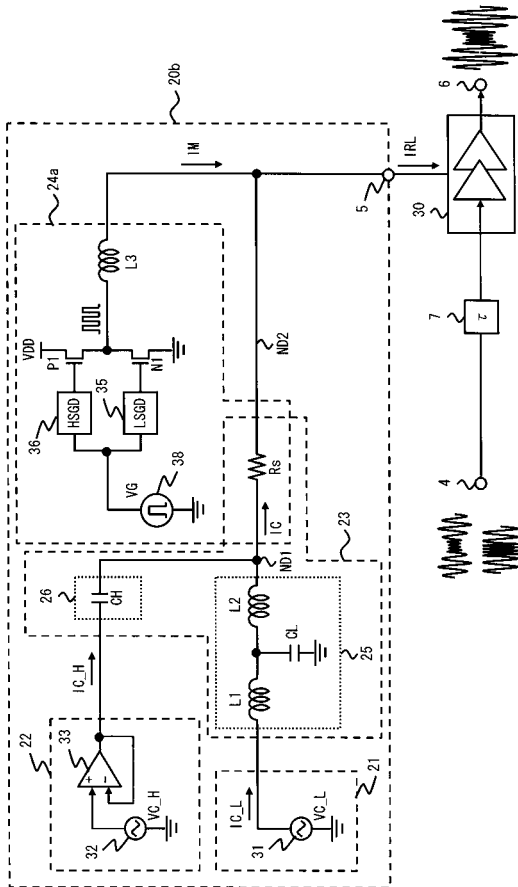 20b
24a
IM
VDD
P1
36
HSGD
35
LSGD
N1
L3
VG
38
ND2
IRL
5
6
30
7
τ
4
26
CH
IC_H
22
33
+
-
32
VC_H
ND1
IC
Rs
23
L2
CL
L1
25
IC_L
31
VC_L
21